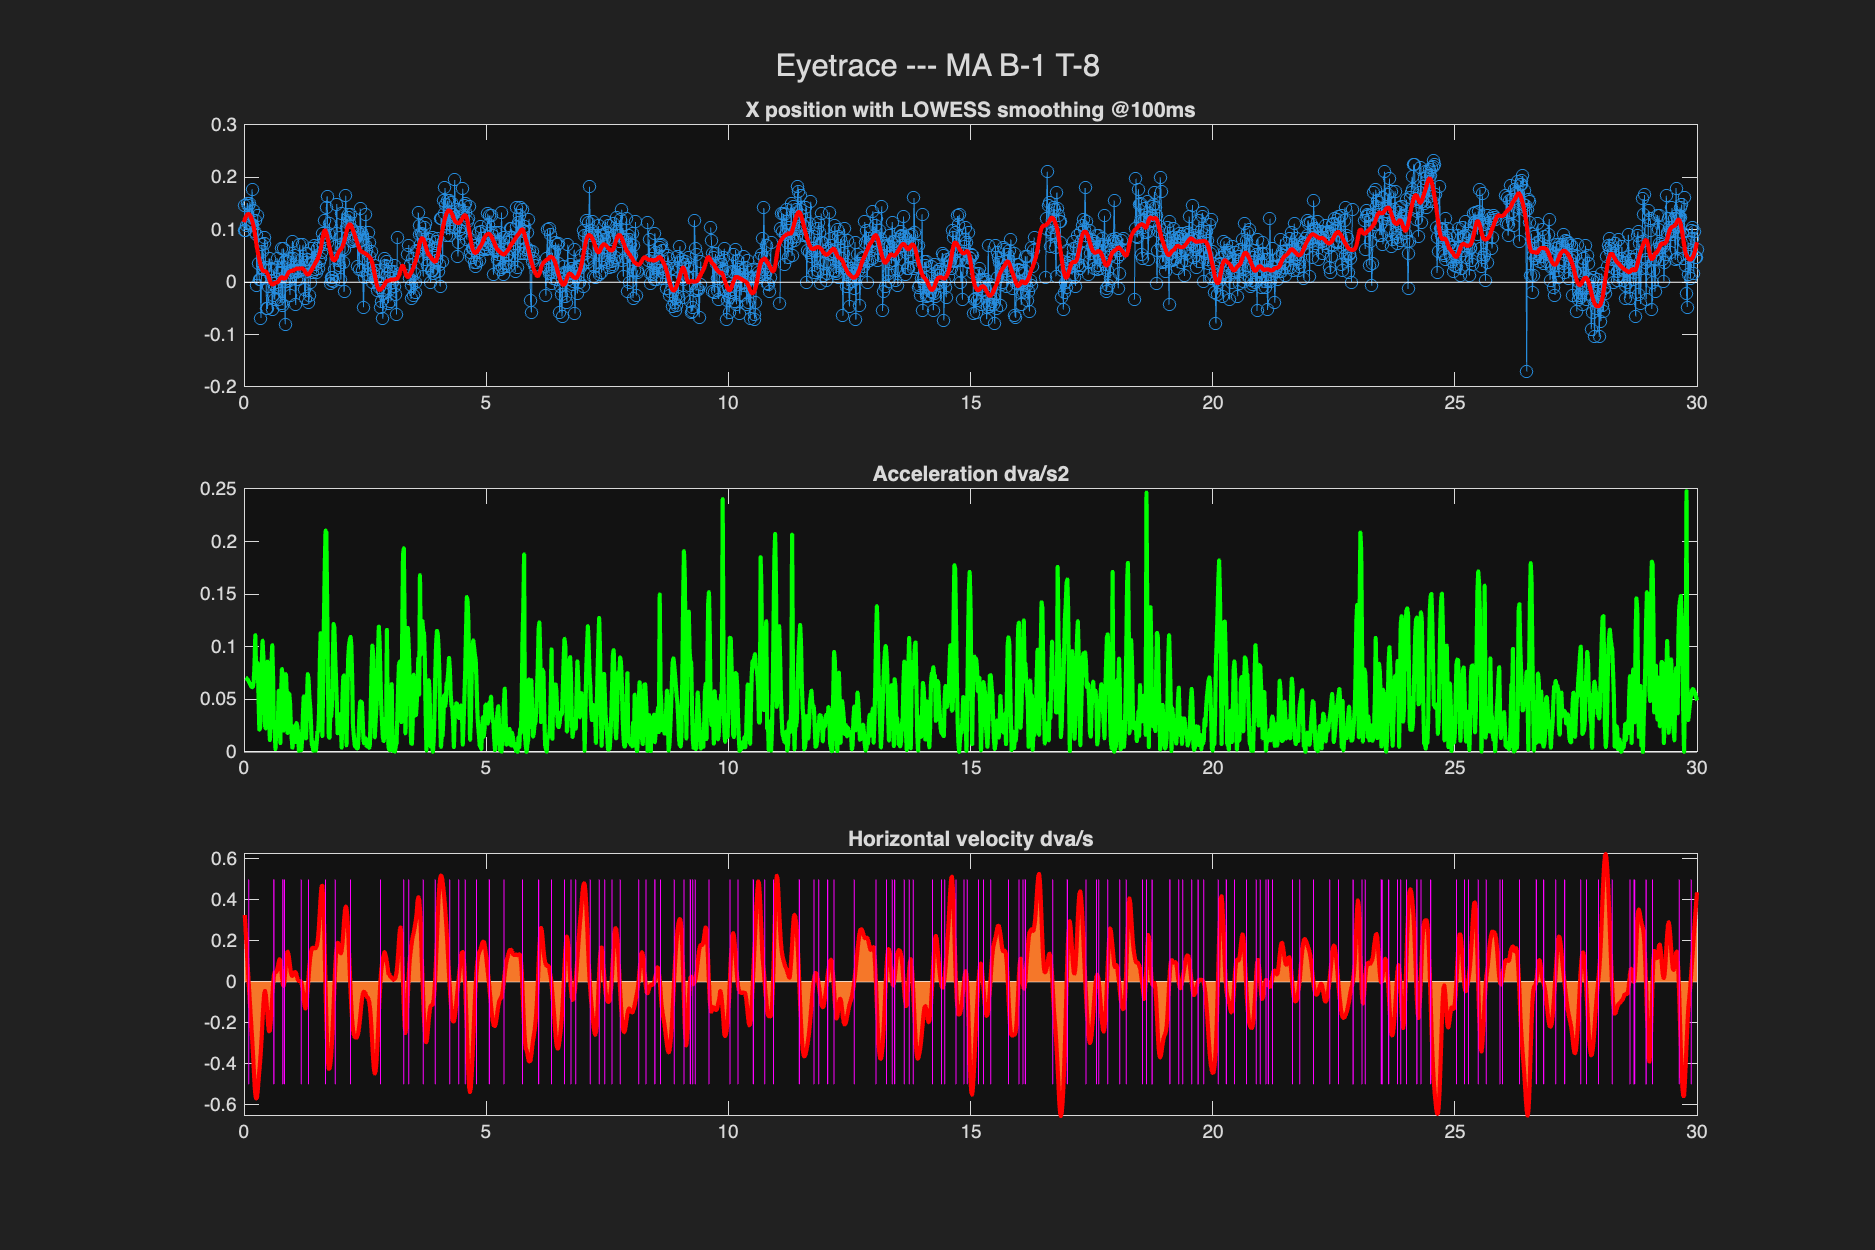 Eyetrace --- MA B-1 T-8
X position with LOWESS smoothing @100ms
0.3
0.2
0.1
0
-0.1
-0.2
0 5 10 15 20 25 30
Acceleration dva/s2
0.25
0.2
0.15
0.1
0.05
0
0 5 10 15 20 25 30
Horizontal velocity dva/s
0.6
0.4
0.2
0
-0.2
-0.4
-0.6
0 5 10 15 20 25 30